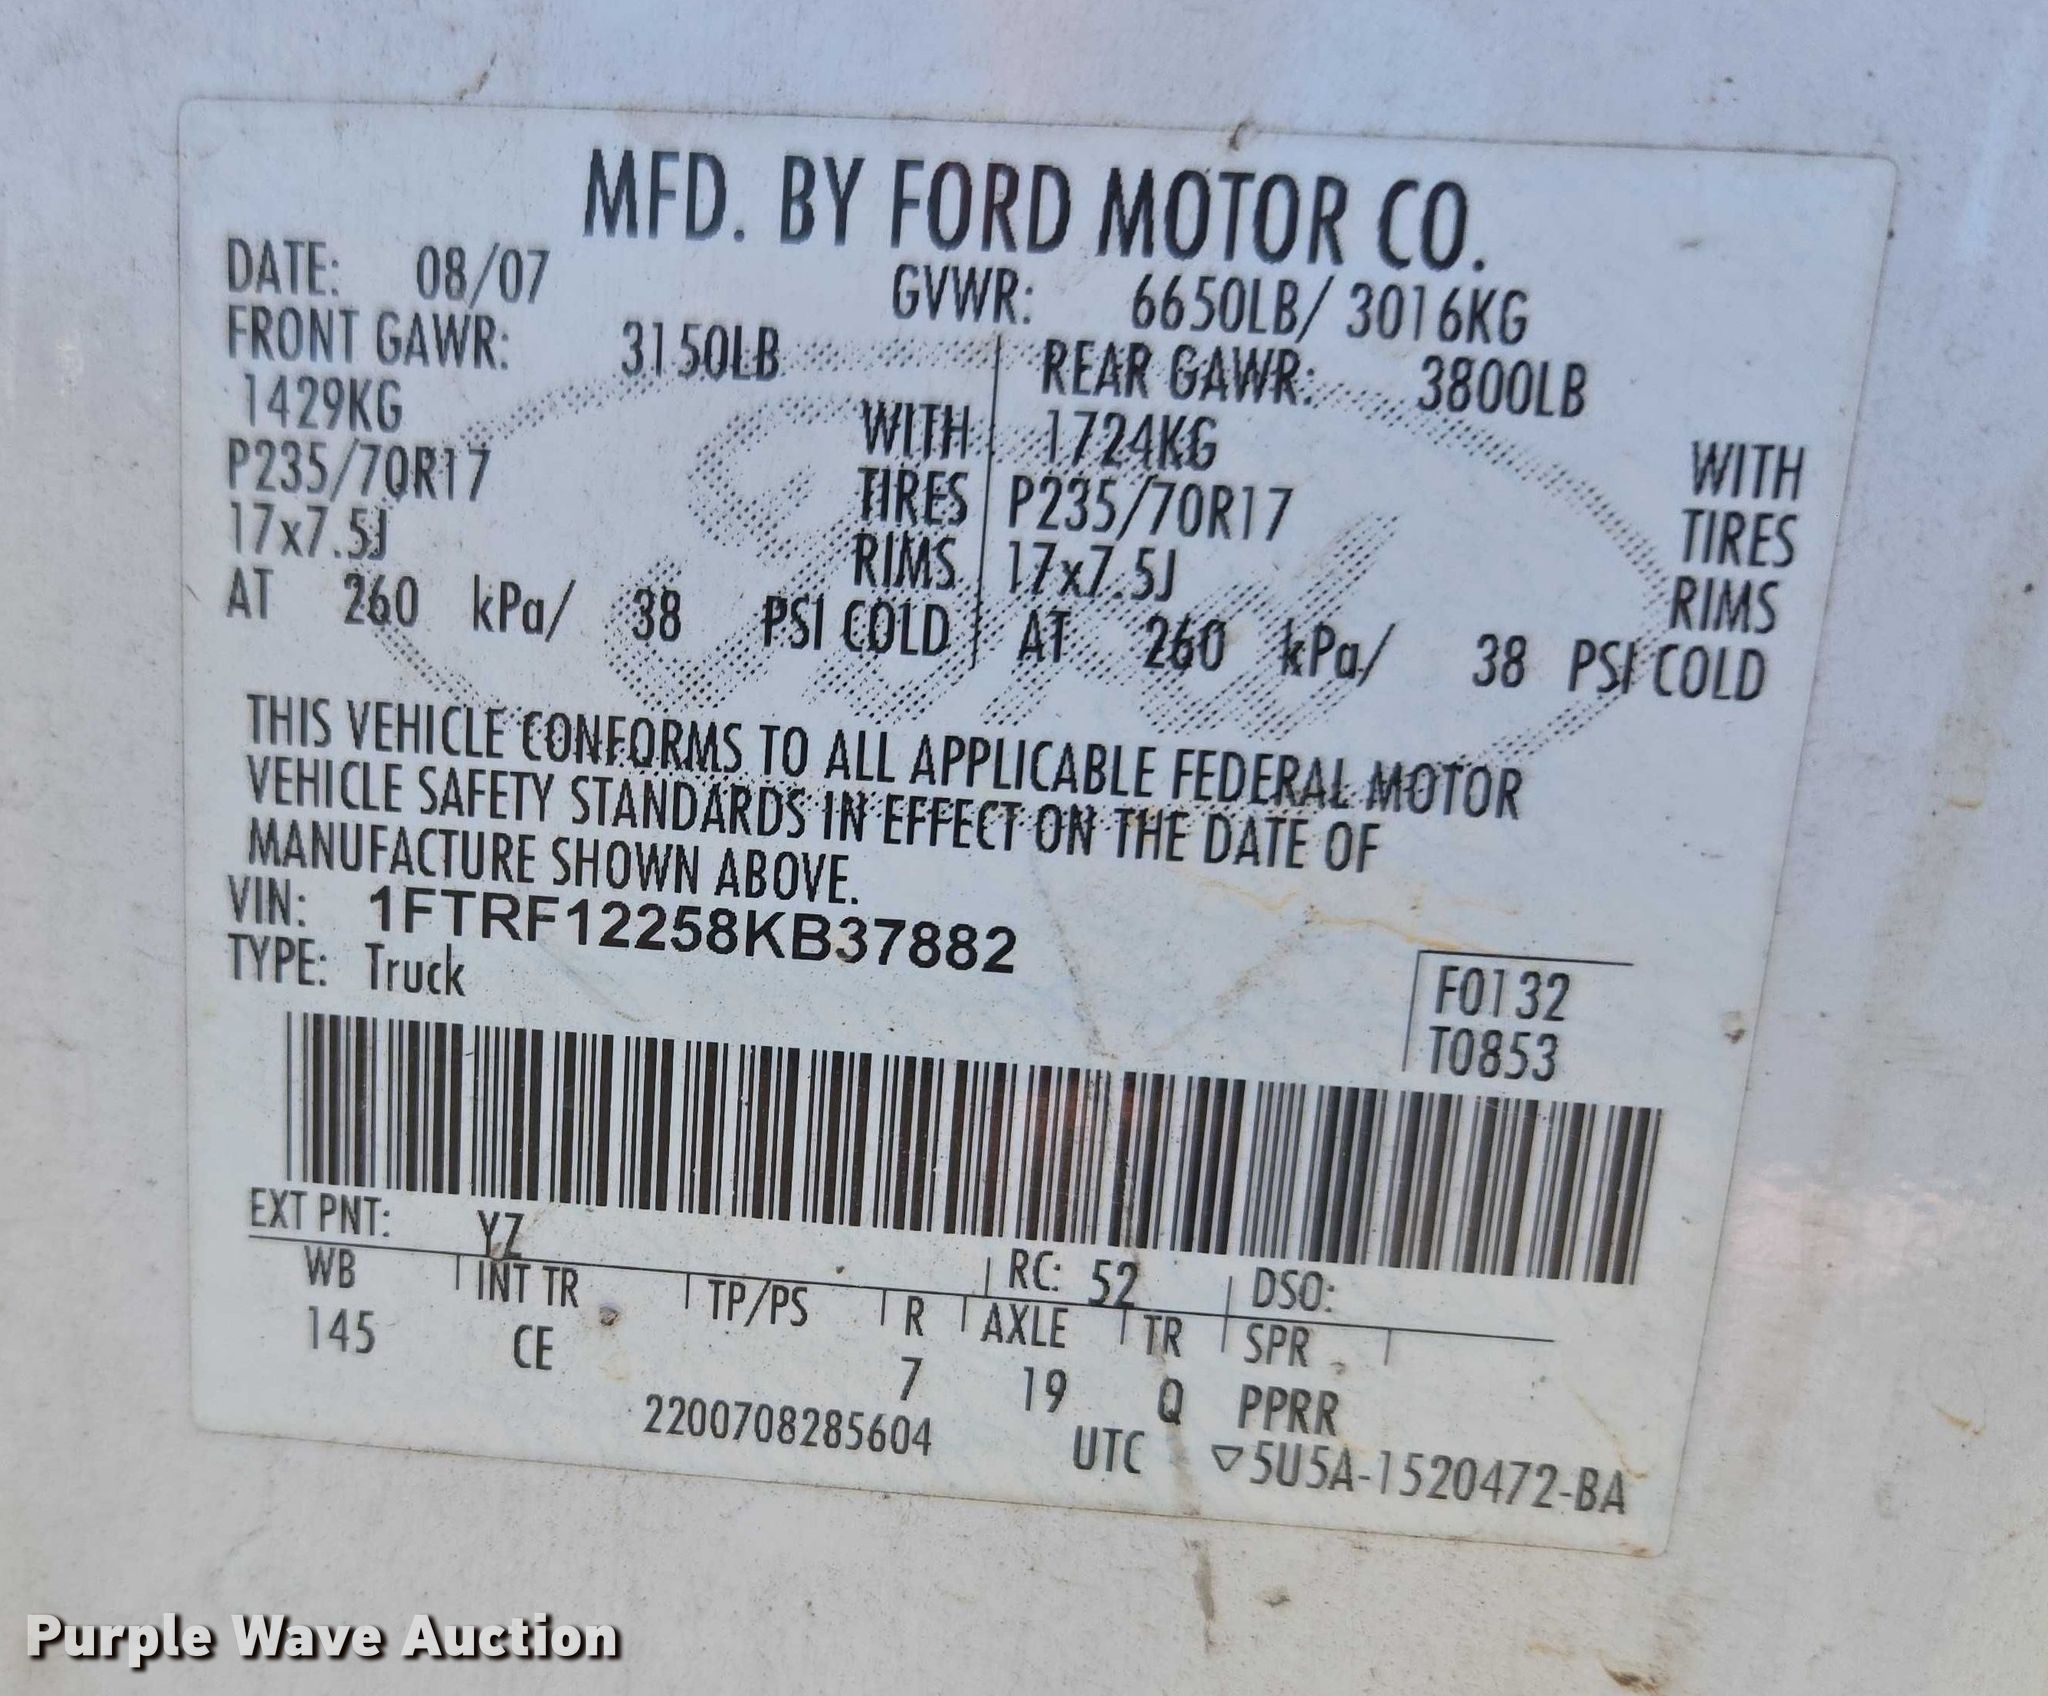 MFD. BY FORD MOTOR CO.
DATE: 08/07 GVWR: 6650LB/ 3016KG
FRONT GAWR: 3150LB REAR GAWR: 3800LB
1429KG WITH 1724KG WITH
P235/70R17 TIRES P235/70R17 TIRES
17x7.5J RIMS 17x7.5J RIMS
AT 260 kPa/ 38 PSI COLD AT 260 kPa/ 38 PSI COLD
THIS VEHICLE CONFORMS TO ALL APPLICABLE FEDERAL MOTOR
VEHICLE SAFETY STANDARDS IN EFFECT ON THE DATE OF
MANUFACTURE SHOWN ABOVE.
VIN: 1FTRF12258KB37882
TYPE: Truck
F0132
T0853
EXT PNT: YZ RC: 52 DSO:
WB INT TR TP/PS R AXLE TR SPR
145 CE 7 19 Q PPRR
2200708285604 UTC ▽5U5A-1520472-BA
Purple Wave Auction